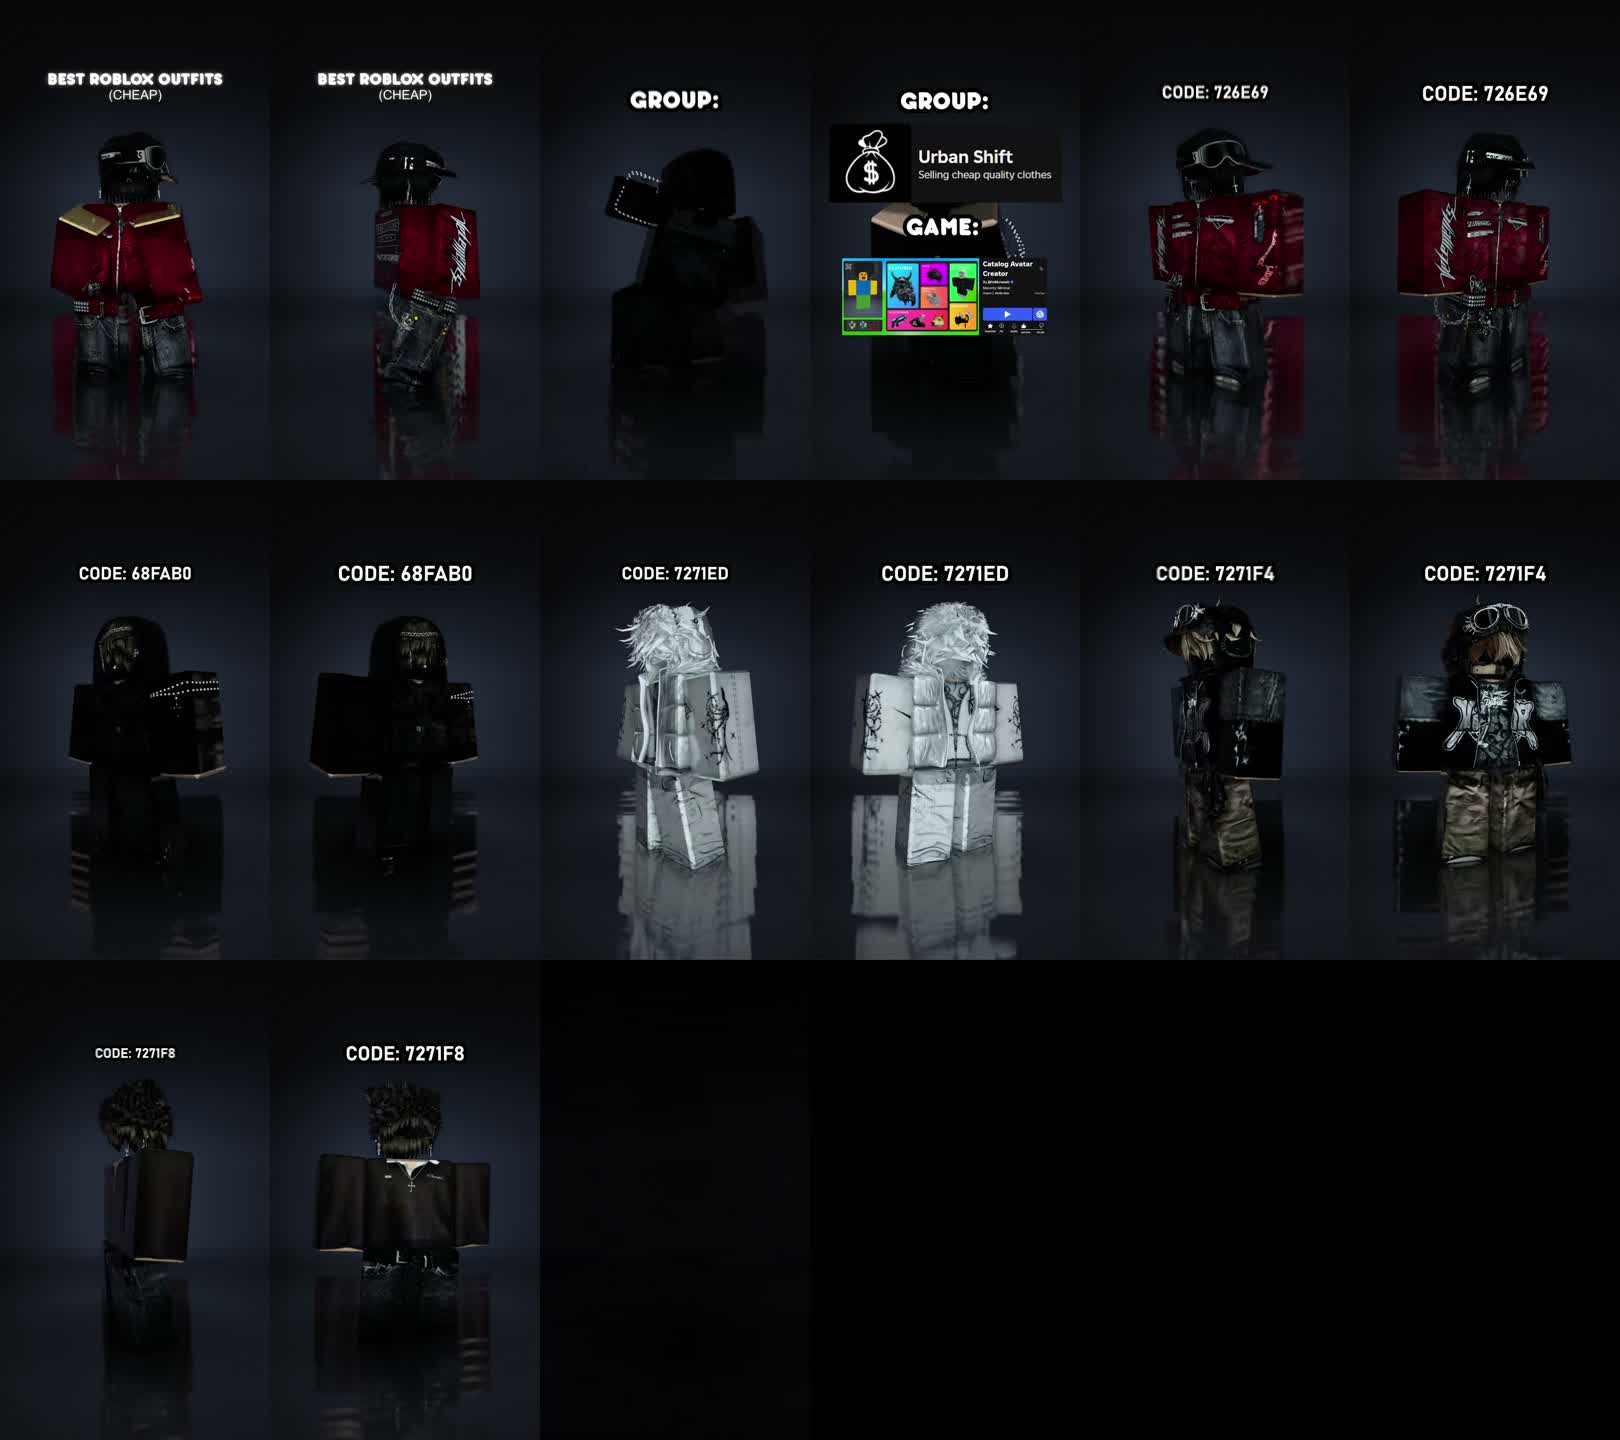 BEST ROBLOX OUTFITS
(CHEAP)
BEST ROBLOX OUTFITS
(CHEAP)
GROUP:
GROUP:
Urban Shift
Selling cheap quality clothes
GAME:
Catalog Avatar
Creator
CODE: 726E69
CODE: 726E69
CODE: 68FAB0
CODE: 68FAB0
CODE: 7271ED
CODE: 7271ED
CODE: 7271F4
CODE: 7271F4
CODE: 7271F8
CODE: 7271F8